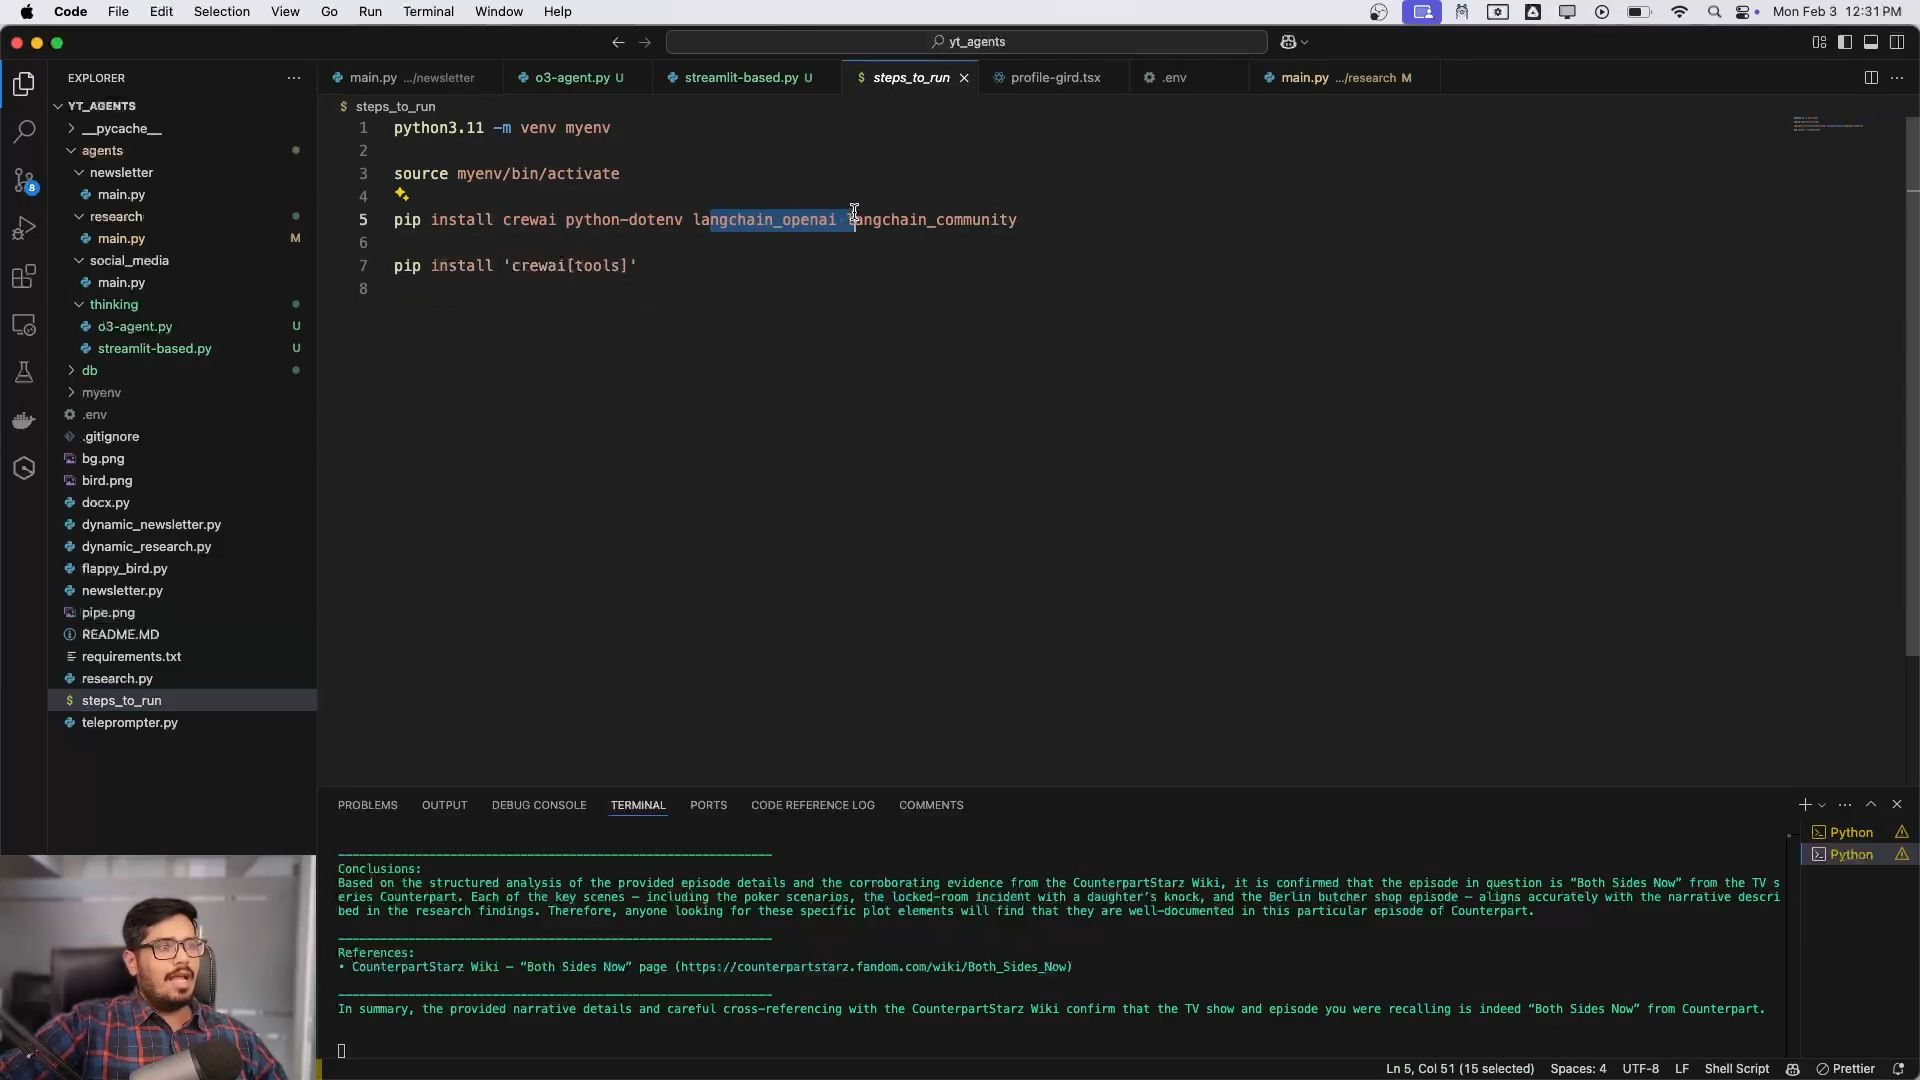 Code File Edit Selection View Go Run Terminal Window Help
Mon Feb 3 12:31 PM
yt_agents
EXPLORER
main.py .../newsletter
o3-agent.py U
streamlit-based.py U
$ steps_to_run
profile-gird.tsx
.env
main.py .../research M
YT_AGENTS
__pycache__
agents
newsletter
main.py
research
main.py M
social_media
main.py
thinking
o3-agent.py U
streamlit-based.py U
db
myenv
.env
.gitignore
bg.png
bird.png
docx.py
dynamic_newsletter.py
dynamic_research.py
flappy_bird.py
newsletter.py
pipe.png
README.MD
requirements.txt
research.py
$ steps_to_run
teleprompter.py
8
$ steps_to_run
1 python3.11 -m venv myenv
2
3 source myenv/bin/activate
4
5 pip install crewai python-dotenv langchain_openai langchain_community
6
7 pip install 'crewai[tools]'
8
PROBLEMS OUTPUT DEBUG CONSOLE TERMINAL PORTS CODE REFERENCE LOG COMMENTS
Python
Python
Conclusions:
Based on the structured analysis of the provided episode details and the corroborating evidence from the CounterpartStarz Wiki, it is confirmed that the episode in question is “Both Sides Now” from the TV s
eries Counterpart. Each of the key scenes – including the poker scenarios, the locked-room incident with a daughter’s knock, and the Berlin butcher shop episode – aligns accurately with the narrative descri
bed in the research findings. Therefore, anyone looking for these specific plot elements will find that they are well-documented in this particular episode of Counterpart.
References:
• CounterpartStarz Wiki – “Both Sides Now” page (https://counterpartstarz.fandom.com/wiki/Both_Sides_Now)
In summary, the provided narrative details and careful cross-referencing with the CounterpartStarz Wiki confirm that the TV show and episode you were recalling is indeed “Both Sides Now” from Counterpart.
Ln 5, Col 51 (15 selected) Spaces: 4 UTF-8 LF Shell Script Prettier